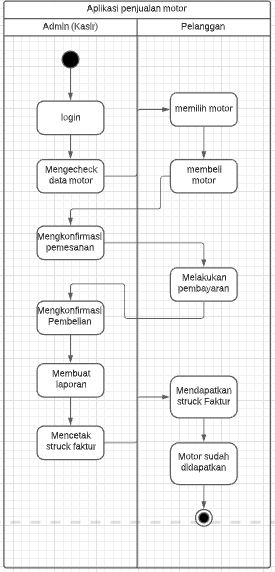 Aplikasi penjualan motor
Admin (Kasir)
Pelanggan
login
memilih motor
Mengecheck
data motor
membeli
motor
Mengkonfirmasi
pemesanan
Melakukan
pembayaran
Mengkonfirmasi
Pembelian
Membuat
laporan
Mendapatkan
struck Faktur
Mencetak
struck faktur
Motor sudah
didapatkan